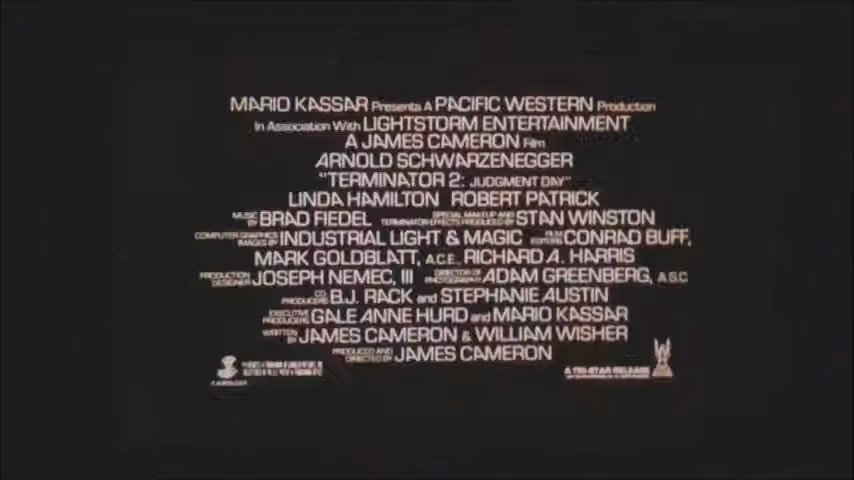 MARIO KASSAR Presents A PACIFIC WESTERN Production
In Association With LIGHTSTORM ENTERTAINMENT
A JAMES CAMERON Film
ARNOLD SCHWARZENEGGER
"TERMINATOR 2: JUDGMENT DAY"
LINDA HAMILTON ROBERT PATRICK
MUSIC BY BRAD FIEDEL SPECIAL MAKEUP AND TERMINATOR EFFECTS PRODUCED BY STAN WINSTON
COMPUTER GRAPHICS IMAGES BY INDUSTRIAL LIGHT & MAGIC FILM EDITORS CONRAD BUFF,
MARK GOLDBLATT, A.C.E., RICHARD A. HARRIS
PRODUCTION DESIGNER JOSEPH NEMEC, III DIRECTOR OF PHOTOGRAPHY ADAM GREENBERG, A.S.C
CO PRODUCERS B.J. RACK and STEPHANIE AUSTIN
EXECUTIVE PRODUCERS GALE ANNE HURD and MARIO KASSAR
WRITTEN BY JAMES CAMERON & WILLIAM WISHER
PRODUCED AND DIRECTED BY JAMES CAMERON
A TRI-STAR RELEASE